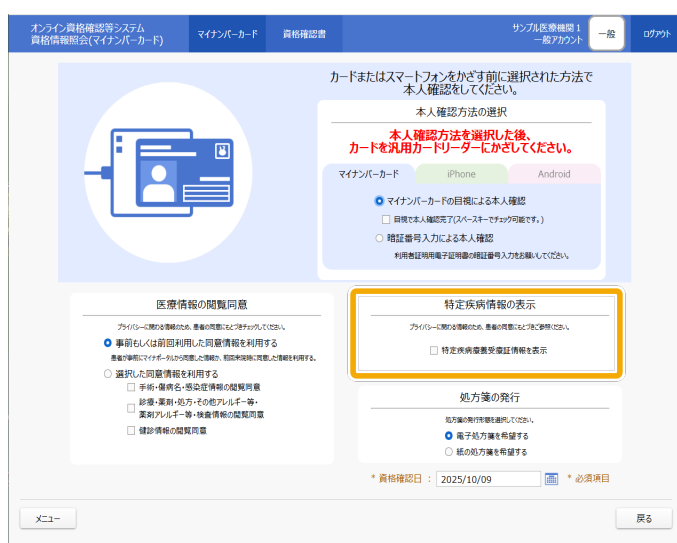 オンライン資格確認等システム
資格情報照会(マイナンバーカード)
マイナンバーカード
資格確認書
サンプル医療機関1
一般アカウント
一般
ログアウト
カードまたはスマートフォンをかざす前に選択された方法で
本人確認をしてください。
本人確認方法の選択
本人確認方法を選択した後、
カードを汎用カードリーダーにかざしてください。
マイナンバーカード
iPhone
Android
マイナンバーカードの目視による本人確認
目視で本人確認完了(スペースキーでチェック可能です。)
暗証番号入力による本人確認
利用者証明用電子証明書の暗証番号入力をお願いしてください。
医療情報の閲覧同意
プライバシーに関わる情報のため、患者の同意にもとづきチェックしてください。
事前もしくは前回利用した同意情報を利用する
患者が事前にマイナポータルから同意した情報か、前回来院時に同意した情報を利用する。
選択した同意情報を利用する
手術・傷病名・感染症情報の閲覧同意
診療・薬剤・処方・その他アレルギー等・
薬剤アレルギー等・検査情報の閲覧同意
健診情報の閲覧同意
特定疾病情報の表示
プライバシーに関わる情報のため、患者の同意にもとづきご参照ください。
特定疾病療養受療証情報を表示
処方箋の発行
処方箋の発行形態を選択してください。
電子処方箋を希望する
紙の処方箋を希望する
* 資格確認日 : 2025/10/09 * 必須項目
メニュー
戻る